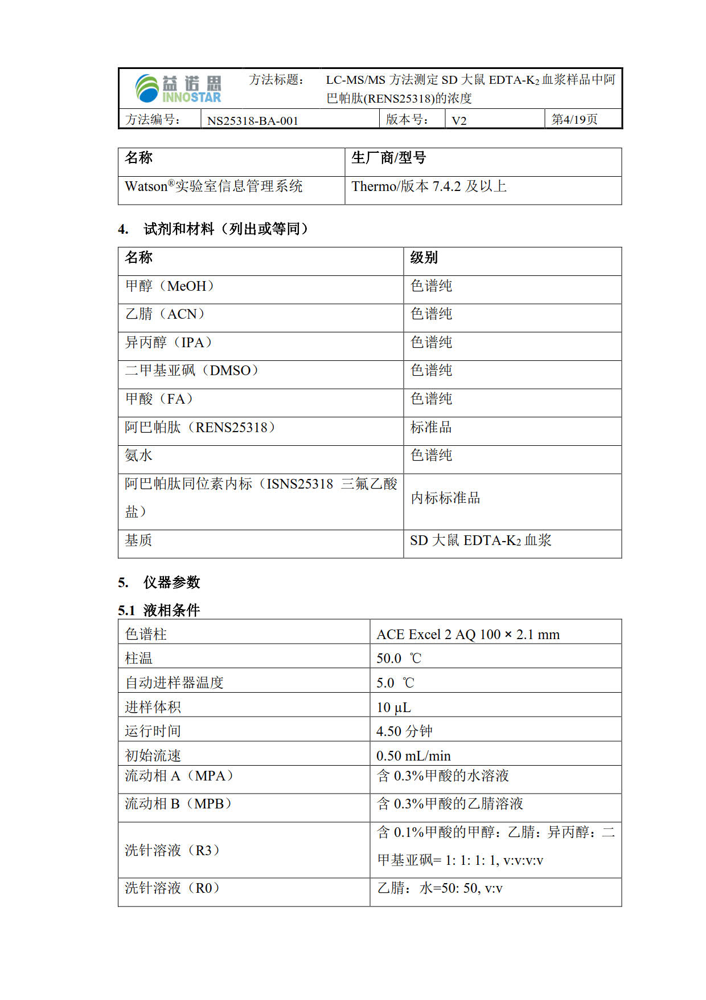 益诺思
INNOSTAR
方法标题：
LC-MS/MS 方法测定 SD 大鼠 EDTA-K2 血浆样品中阿
巴帕肽(RENS25318)的浓度
方法编号： NS25318-BA-001 版本号： V2 第4/19页
名称 生厂商/型号
Watson®实验室信息管理系统 Thermo/版本 7.4.2 及以上
4. 试剂和材料（列出或等同）
名称 级别
甲醇（MeOH） 色谱纯
乙腈（ACN） 色谱纯
异丙醇（IPA） 色谱纯
二甲基亚砜（DMSO） 色谱纯
甲酸（FA） 色谱纯
阿巴帕肽（RENS25318） 标准品
氨水 色谱纯
阿巴帕肽同位素内标（ISNS25318 三氟乙酸
盐）
内标标准品
基质 SD 大鼠 EDTA-K2 血浆
5. 仪器参数
5.1 液相条件
色谱柱 ACE Excel 2 AQ 100 × 2.1 mm
柱温 50.0 ℃
自动进样器温度 5.0 ℃
进样体积 10 µL
运行时间 4.50 分钟
初始流速 0.50 mL/min
流动相 A（MPA） 含 0.3%甲酸的水溶液
流动相 B（MPB） 含 0.3%甲酸的乙腈溶液
洗针溶液（R3）
含 0.1%甲酸的甲醇：乙腈：异丙醇：二
甲基亚砜= 1: 1: 1: 1, v:v:v:v
洗针溶液（R0） 乙腈：水=50: 50, v:v